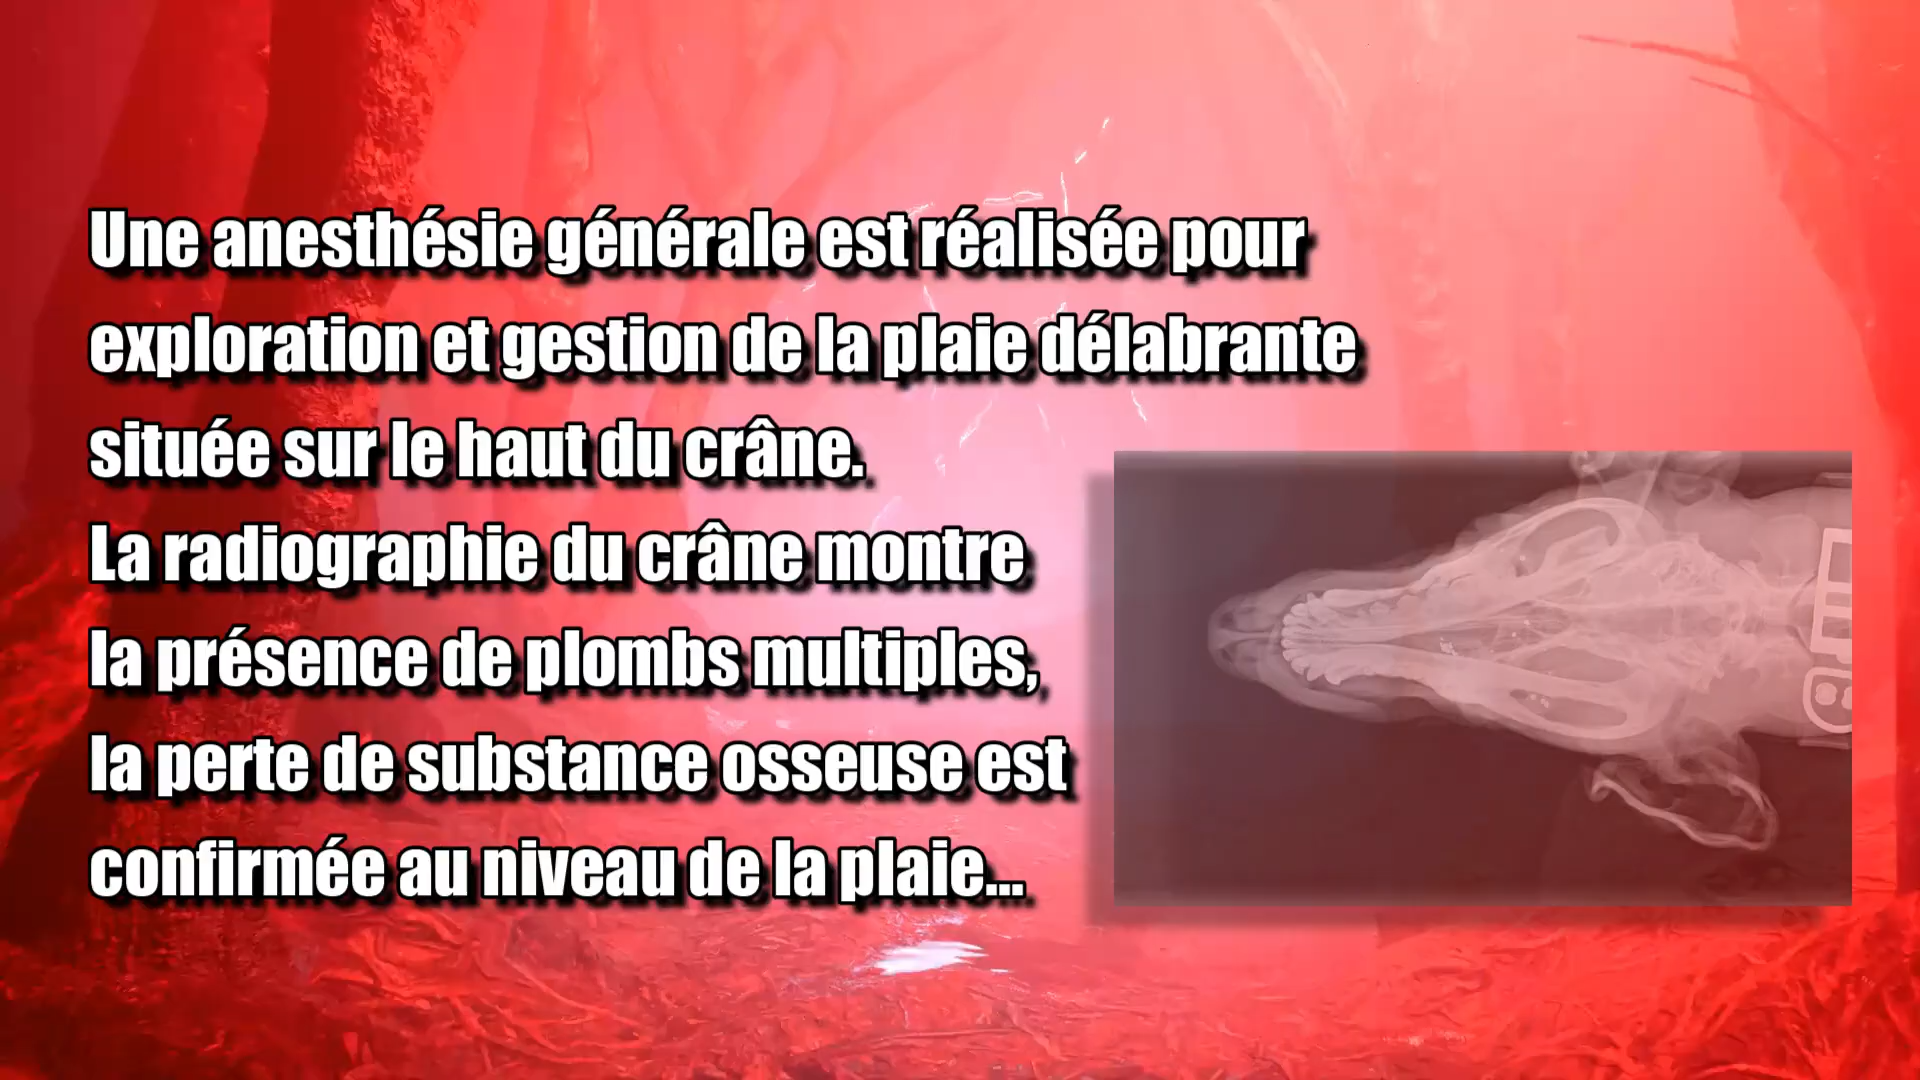 Une anesthésie générale est réalisée pour
exploration et gestion de la plaie délabrante
située sur le haut du crâne.
La radiographie du crâne montre
la présence de plombs multiples,
la perte de substance osseuse est
confirmée au niveau de la plaie...